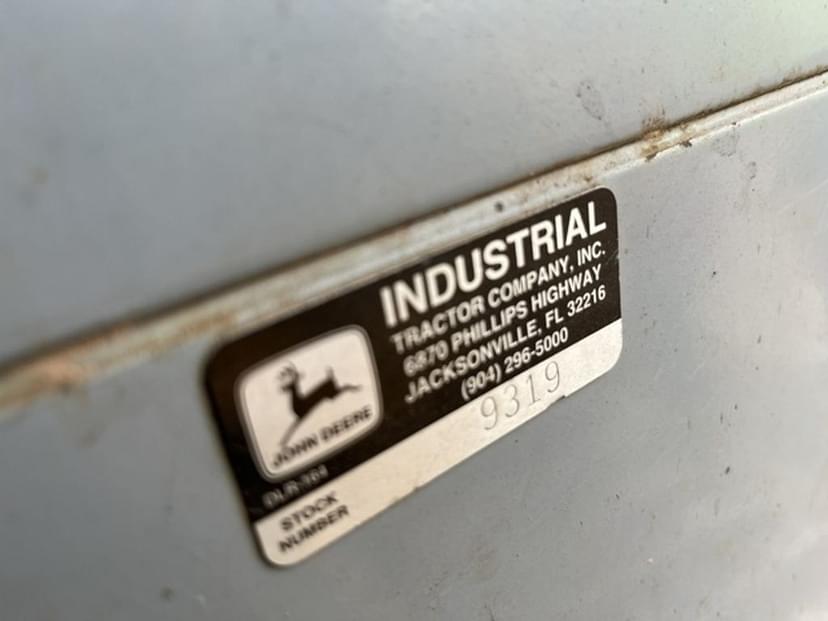 INDUSTRIAL
TRACTOR COMPANY, INC.
6870 PHILLIPS HIGHWAY
JACKSONVILLE, FL 32216
(904) 296-5000
9319
JOHN DEERE
STOCK
NUMBER